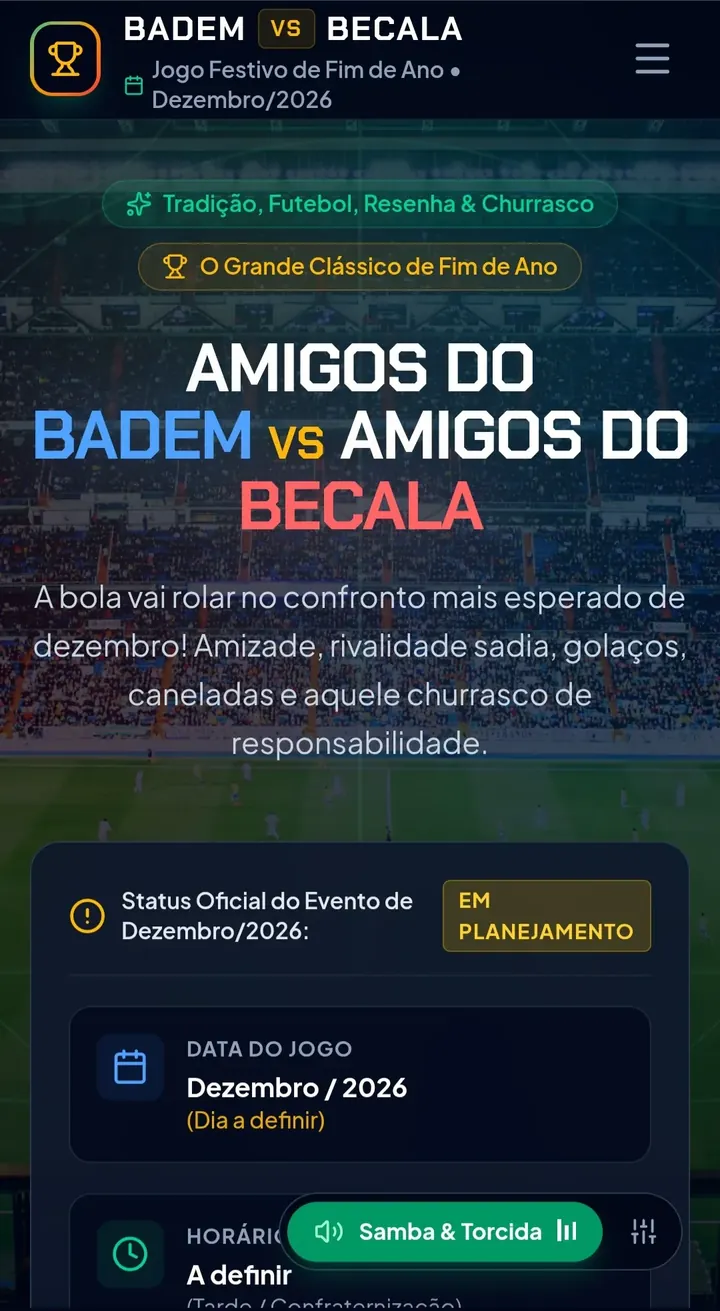 BADEM VS BECALA
Jogo Festivo de Fim de Ano •
Dezembro/2026
Tradição, Futebol, Resenha & Churrasco
O Grande Clássico de Fim de Ano
AMIGOS DO
BADEM VS AMIGOS DO
BECALA
A bola vai rolar no confronto mais esperado de
dezembro! Amizade, rivalidade sadia, golaços,
caneladas e aquele churrasco de
responsabilidade.
Status Oficial do Evento de
Dezembro/2026:
EM
PLANEJAMENTO
DATA DO JOGO
Dezembro / 2026
(Dia a definir)
HORÁRIO
Samba & Torcida
A definir
(Tarde / Confraternização)